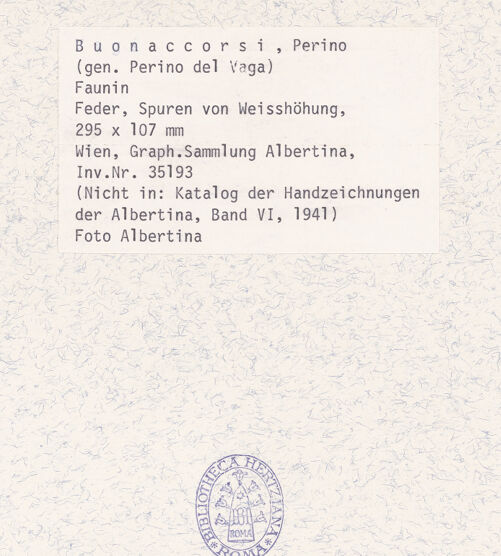 Buonaccorsi, Perino
(gen. Perino del Vaga)
Faunin
Feder, Spuren von Weisshöhung,
295 x 107 mm
Wien, Graph.Sammlung Albertina,
Inv.Nr. 35193
(Nicht in: Katalog der Handzeichnungen
der Albertina, Band VI, 1941)
Foto Albertina
BIBLIOTHECA HERTZIANA
ROMA
ROMA